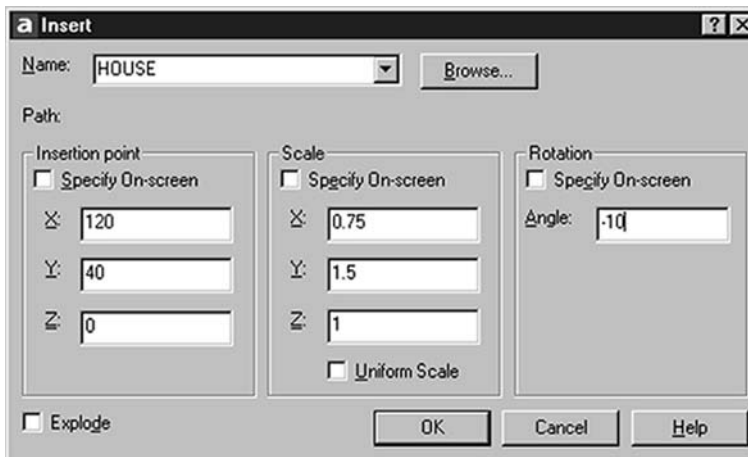 a Insert ? X
Name: HOUSE Browse...
Path:
Insertion point
Specify On-screen
X: 120
Y: 40
Z: 0
Scale
Specify On-screen
X: 0.75
Y: 1.5
Z: 1
Uniform Scale
Rotation
Specify On-screen
Angle: -10
Explode
OK Cancel Help